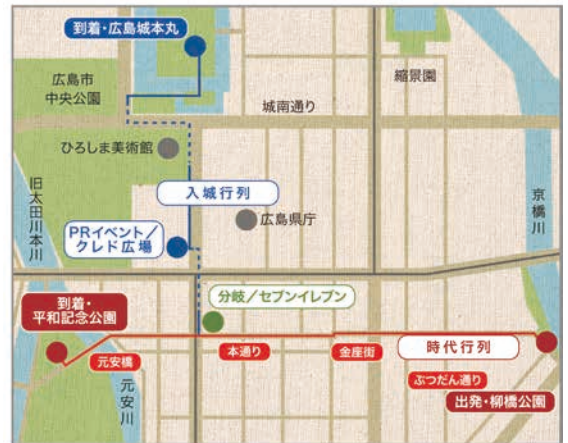 到着・広島城本丸
広島市
中央公園
縮景園
城南通り
ひろしま美術館
旧太田川本川
入城行列
京橋川
広島県庁
PRイベント／
クレド広場
分岐／セブンイレブン
到着・
平和記念公園
元安橋
本通り
金座街
時代行列
ぶつだん通り
元安川
出発・柳橋公園